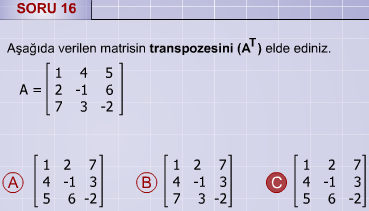 SORU 16
Aşağıda verilen matrisin transpozesini (Aᵀ) elde ediniz.
1 4 5
A = 2 -1 6
7 3 -2
A
1 2 7
4 -1 3
5 6 -2
B
1 2 7
4 -1 3
7 3 -2
C
1 2 7
4 -1 3
5 6 -2